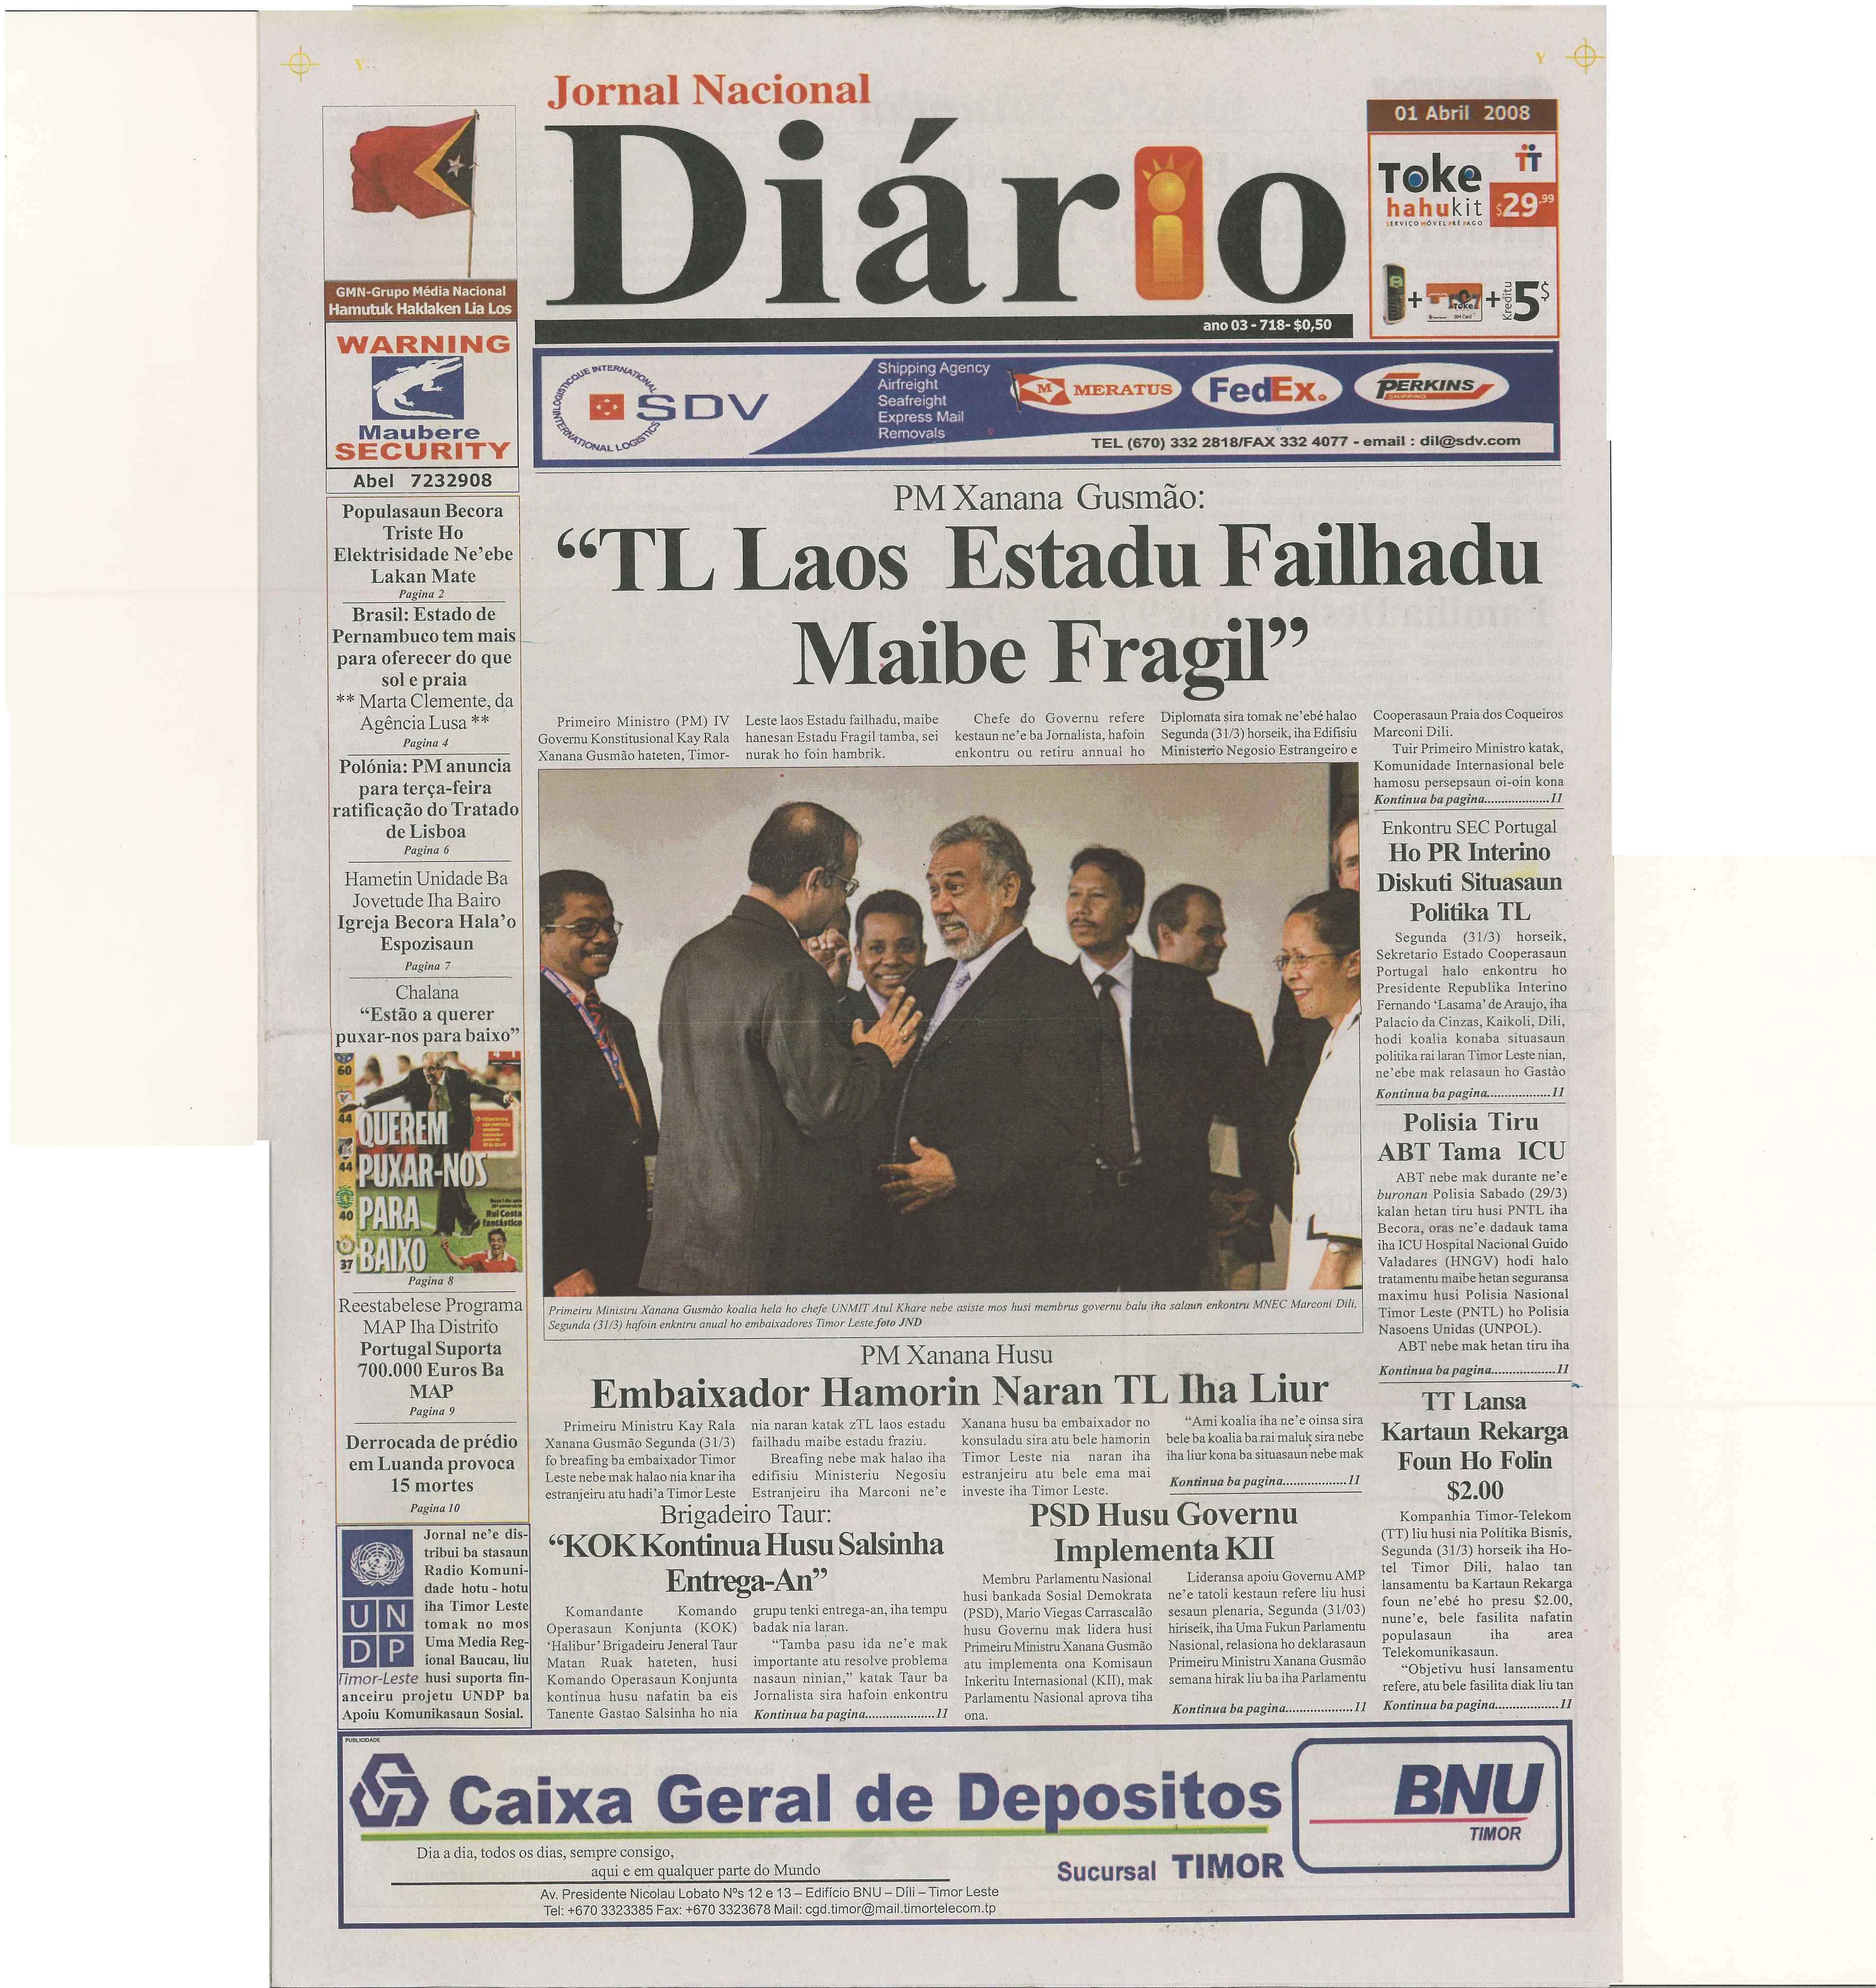 Jornal Nacional
Diário
01 Abril 2008
Toke
TT
hahukit
SERVIÇO MÓVEL PRÉ PAGO
$29,99
+ + Kreditu 5$
ano 03 - 718- $0,50
GMN-Grupo Média Nacional
Hamutuk Haklaken Lia Los
WARNING
Maubere
SECURITY
Abel 7232908
SDV
INTERNATIONAL LOGISTICS
Shipping Agency
Airfreight
Seafreight
Express Mail
Removals
M MERATUS
FedEx.
PERKINS
SHIPPING
TEL (670) 332 2818/FAX 332 4077 - email : dil@sdv.com
Populasaun Becora
Triste Ho
Elektrisidade Ne'ebe
Lakan Mate
Pagina 2
Brasil: Estado de
Pernambuco tem mais
para oferecer do que
sol e praia
** Marta Clemente, da
Agência Lusa **
Pagina 4
Polónia: PM anuncia
para terça-feira
ratificação do Tratado
de Lisboa
Pagina 6
Hametin Unidade Ba
Jovetude Iha Bairo
Igreja Becora Hala'o
Espozisaun
Pagina 7
Chalana
“Estão a querer
puxar-nos para baixo”
60
44
44
40
37
QUEREM
PUXAR-NOS
PARA
BAIXO
Rui Costa
fantástico
Pagina 8
Reestabelese Programa
MAP Iha Distrito
Portugal Suporta
700.000 Euros Ba
MAP
Pagina 9
Derrocada de prédio
em Luanda provoca
15 mortes
Pagina 10
UN
DP
Timor-Leste
Jornal ne'e dis-
tribui ba stasaun
Radio Komuni-
dade hotu - hotu
iha Timor Leste
tomak no mos
Uma Media Reg-
ional Baucau, liu
husi suporta fin-
anceiru projetu UNDP ba
Apoiu Komunikasaun Sosial.
PM Xanana Gusmão:
“TL Laos Estadu Failhadu
Maibe Fragil”
Primeiro Ministro (PM) IV
Governu Konstitusional Kay Rala
Xanana Gusmão hateten, Timor-
Leste laos Estadu failhadu, maibe
hanesan Estadu Fragil tamba, sei
nurak ho foin hambrik.
Chefe do Governu refere
kestaun ne'e ba Jornalista, hafoin
enkontru ou retiru annual ho
Diplomata sira tomak ne'ebé halao
Segunda (31/3) horseik, iha Edifisiu
Ministerio Negosio Estrangeiro e
Cooperasaun Praia dos Coqueiros
Marconi Dili.
Tuir Primeiro Ministro katak,
Komunidade Internasional bele
hamosu persepsaun oi-oin kona
Kontinua ba pagina...................11
Primeiru Ministru Xanana Gusmão koalia hela ho chefe UNMIT Atul Khare nebe asiste mos husi membrus governu balu iha salaun enkontru MNEC Marconi Dili,
Segunda (31/3) hafoin enkntru anual ho embaixadores Timor Leste.foto JND
Enkontru SEC Portugal
Ho PR Interino
Diskuti Situasaun
Politika TL
Segunda (31/3) horseik,
Sekretario Estado Cooperasaun
Portugal halo enkontru ho
Presidente Republika Interino
Fernando ‘Lasama’ de Araujo, iha
Palacio da Cinzas, Kaikoli, Dili,
hodi koalia konaba situasaun
politika rai laran Timor Leste nian,
ne'ebe mak relasaun ho Gastào
Kontinua ba pagina..................11
Polisia Tiru
ABT Tama ICU
ABT nebe mak durante ne'e
buronan Polisia Sabado (29/3)
kalan hetan tiru husi PNTL iha
Becora, oras ne'e dadauk tama
iha ICU Hospital Nacional Guido
Valadares (HNGV) hodi halo
tratamentu maibe hetan seguransa
maximu husi Polisia Nasional
Timor Leste (PNTL) ho Polisia
Nasoens Unidas (UNPOL).
ABT nebe mak hetan tiru iha
Kontinua ba pagina..................11
TT Lansa
Kartaun Rekarga
Foun Ho Folin
$2.00
Kompanhia Timor-Telekom
(TT) liu husi nia Polítika Bisnis,
Segunda (31/3) horseik iha Ho-
tel Timor Dili, halao tan
lansamentu ba Kartaun Rekarga
foun ne'ebé ho presu $2.00,
nune'e, bele fasilita nafatin
populasaun iha area
Telekomunikasaun.
“Objetivu husi lansamentu
refere, atu bele fasilita diak liu tan
Kontinua ba pagina..................11
PM Xanana Husu
Embaixador Hamorin Naran TL Iha Liur
Primeiru Ministru Kay Rala
Xanana Gusmão Segunda (31/3)
fo breafing ba embaixador Timor
Leste nebe mak halao nia knar iha
estranjeiru atu hadi'a Timor Leste
nia naran katak zTL laos estadu
failhadu maibe estadu fraziu.
Breafing nebe mak halao iha
edifisiu Ministeriu Negosiu
Estranjeiru iha Marconi ne'e
Xanana husu ba embaixador no
konsuladu sira atu bele hamorin
Timor Leste nia naran iha
estranjeiru atu bele ema mai
investe iha Timor Leste.
“Ami koalia iha ne'e oinsa sira
bele ba koalia ba rai maluk sira nebe
iha liur kona ba situasaun nebe mak
Kontinua ba pagina..................11
Brigadeiro Taur:
“KOK Kontinua Husu Salsinha
Entrega-An”
Komandante Komando
Operasaun Konjunta (KOK)
‘Halibur’ Brigadeiru Jeneral Taur
Matan Ruak hateten, husi
Komando Operasaun Konjunta
kontinua husu nafatin ba eis
Tanente Gastao Salsinha ho nia
grupu tenki entrega-an, iha tempu
badak nia laran.
“Tamba pasu ida ne'e mak
importante atu resolve problema
nasaun ninian,” katak Taur ba
Jornalista sira hafoin enkontru
Kontinua ba pagina....................11
PSD Husu Governu
Implementa KII
Membru Parlamentu Nasional
husi bankada Sosial Demokrata
(PSD), Mario Viegas Carrascalão
husu Governu mak lidera husi
Primeiru Ministru Xanana Gusmão
atu implementa ona Komisaun
Inkeritu Internasional (KII), mak
Parlamentu Nasional aprova tiha
ona.
Lideransa apoiu Governu AMP
ne'e tatoli kestaun refere liu husi
sesaun plenaria, Segunda (31/03)
hiriseik, iha Uma Fukun Parlamentu
Nasional, relasiona ho deklarasaun
Primeiru Ministru Xanana Gusmão
semana hirak liu ba iha Parlamentu
Kontinua ba pagina...................11
PUBLICIDADE
Caixa Geral de Depositos
BNU
TIMOR
Dia a dia, todos os dias, sempre consigo,
aqui e em qualquer parte do Mundo
Sucursal TIMOR
Av. Presidente Nicolau Lobato Nºs 12 e 13 – Edifício BNU – Díli – Timor Leste
Tel: +670 3323385 Fax: +670 3323678 Mail: cgd.timor@mail.timortelecom.tp